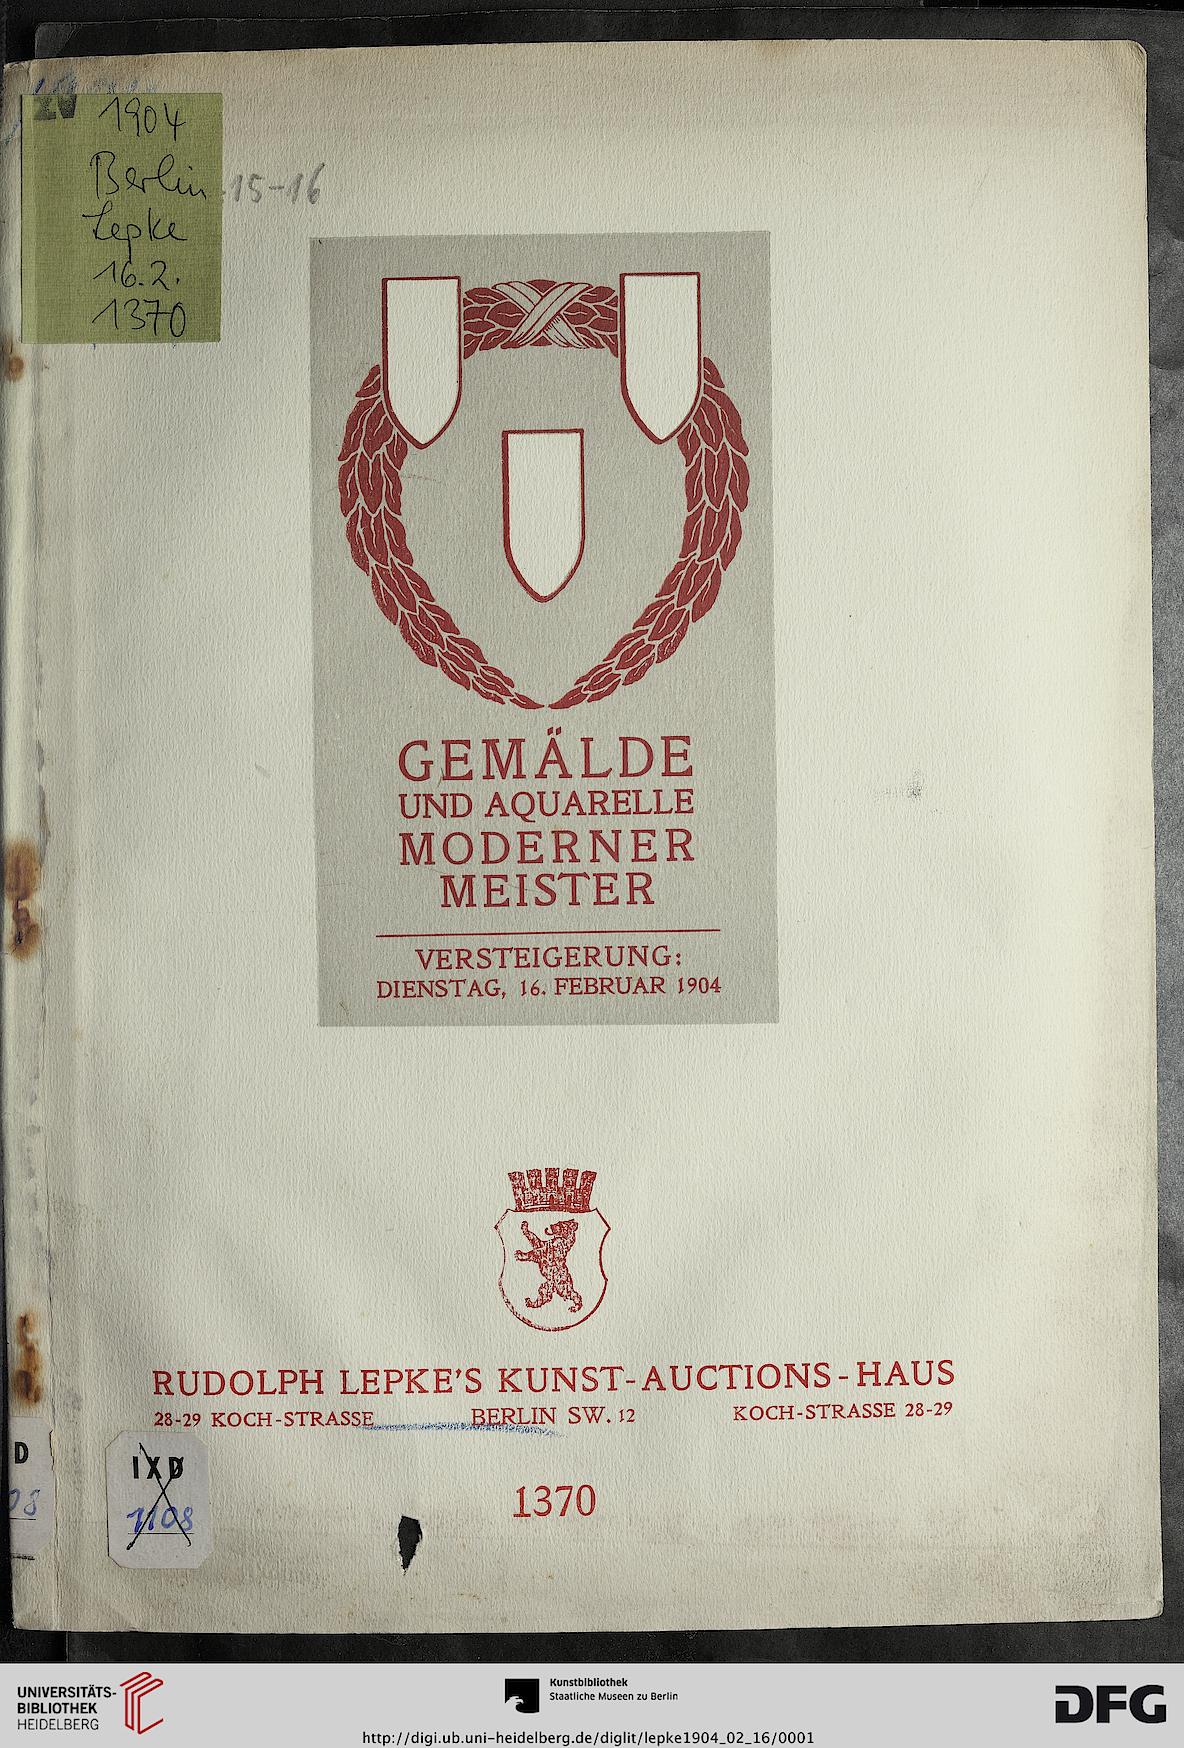 1904
Berlin
Lepke
16.2.
1370
15-16
GEMÄLDE
UND AQUARELLE
MODERNER
MEISTER
VERSTEIGERUNG:
DIENSTAG, 16. FEBRUAR 1904
RUDOLPH LEPKE'S KUNST-AUCTIONS-HAUS
28-29 KOCH-STRASSE BERLIN SW. 12 KOCH-STRASSE 28-29
1370
D
IXD
1108
UNIVERSITÄTS-
BIBLIOTHEK
HEIDELBERG
Kunstbibliothek
Staatliche Museen zu Berlin
DFG
http://digi.ub.uni-heidelberg.de/diglit/lepke1904_02_16/0001